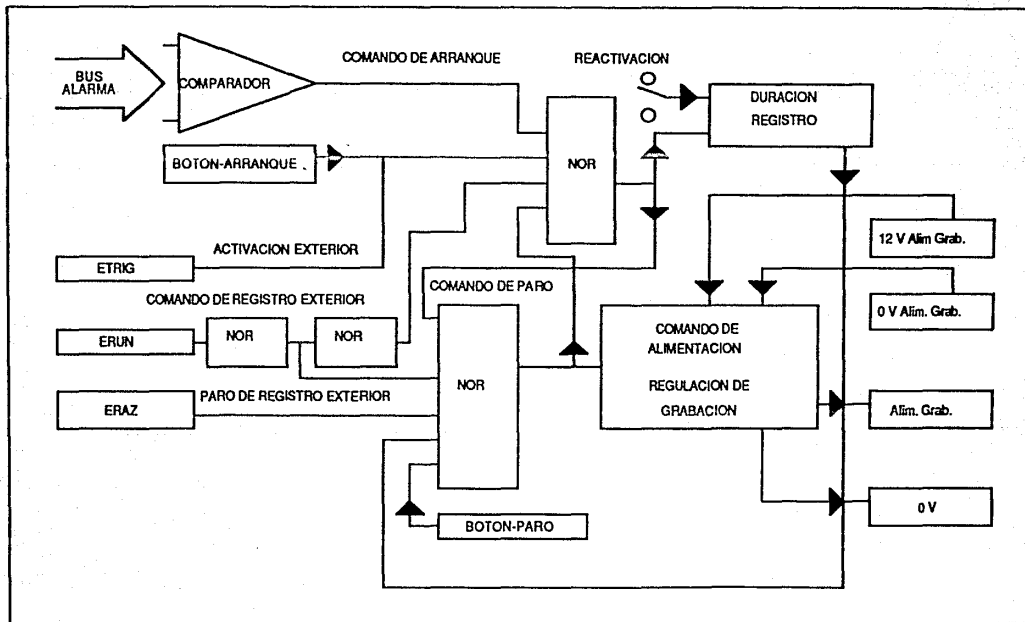 BUS
ALARMA
COMPARADOR
COMANDO DE ARRANQUE
REACTIVACION
DURACION
REGISTRO
BOTON-ARRANQUE
NOR
ACTIVACION EXTERIOR
ETRIG
12 V Alim Grab.
COMANDO DE REGISTRO EXTERIOR
COMANDO DE PARO
0 V Alim. Grab.
ERUN
NOR
NOR
NOR
COMANDO DE
ALIMENTACION
REGULACION DE
GRABACION
PARO DE REGISTRO EXTERIOR
ERAZ
Alim. Grab.
0 V
BOTON-PARO